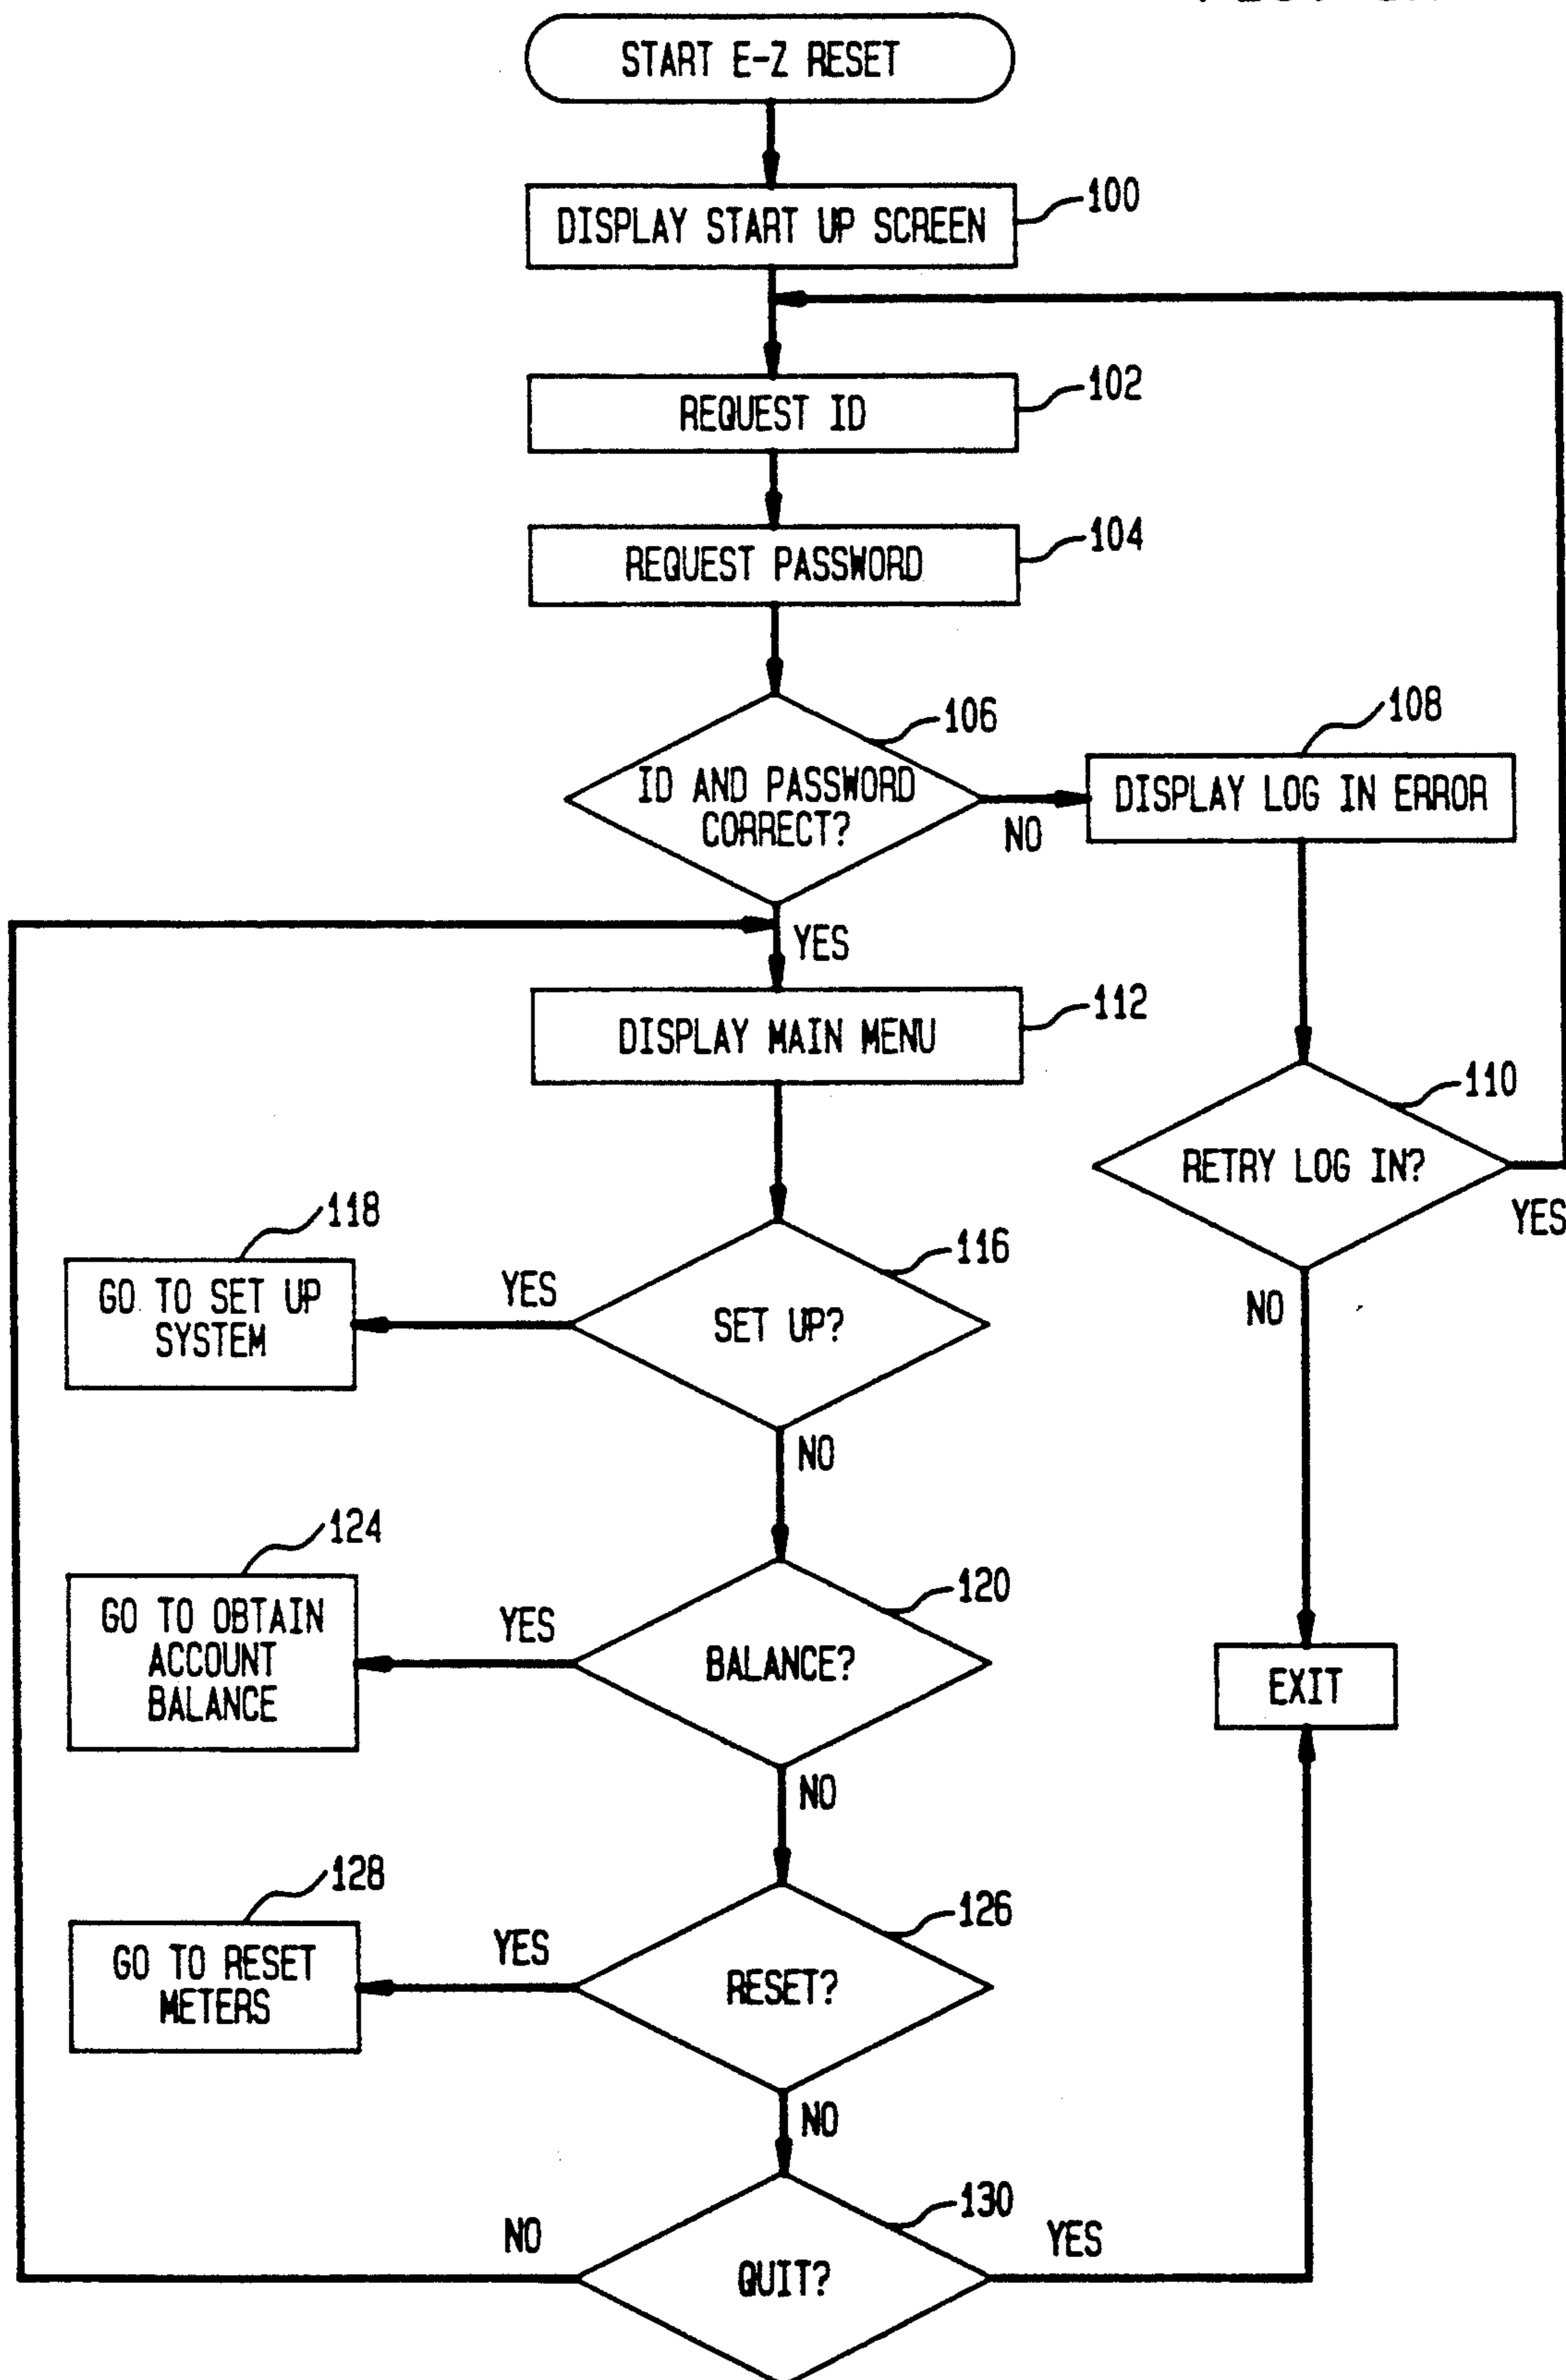 START E-Z RESET
DISPLAY START UP SCREEN
100
REQUEST ID
102
REQUEST PASSWORD
104
106
ID AND PASSWORD
CORRECT?
NO
108
DISPLAY LOG IN ERROR
YES
DISPLAY MAIN MENU
112
110
RETRY LOG IN?
YES
NO
118
GO TO SET UP
SYSTEM
YES
116
SET UP?
NO
124
GO TO OBTAIN
ACCOUNT
BALANCE
YES
120
BALANCE?
NO
EXIT
128
GO TO RESET
METERS
YES
126
RESET?
NO
NO
130
QUIT?
YES